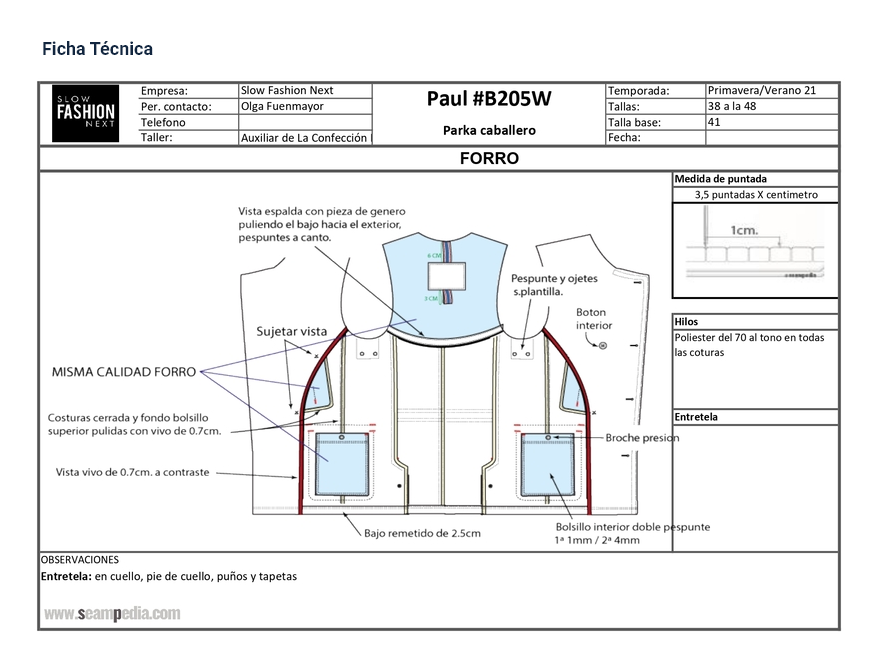 Ficha Técnica
SLOW
FASHION
NEXT
Empresa: Slow Fashion Next
Per. contacto: Olga Fuenmayor
Telefono
Taller: Auxiliar de La Confección
Paul #B205W
Parka caballero
Temporada: Primavera/Verano 21
Tallas: 38 a la 48
Talla base: 41
Fecha:
FORRO
Medida de puntada
3,5 puntadas X centimetro
1cm.
seampedia
Vista espalda con pieza de genero
puliendo el bajo hacia el exterior,
pespuntes a canto.
6 CM
3 CM
Pespunte y ojetes
s.plantilla.
Boton
interior
Sujetar vista
MISMA CALIDAD FORRO
Costuras cerrada y fondo bolsillo
superior pulidas con vivo de 0.7cm.
Vista vivo de 0.7cm. a contraste
Broche presion
Bajo remetido de 2.5cm
Bolsillo interior doble pespunte
1ª 1mm / 2ª 4mm
Hilos
Poliester del 70 al tono en todas
las coturas
Entretela
OBSERVACIONES
Entretela: en cuello, pie de cuello, puños y tapetas
www.seampedia.com